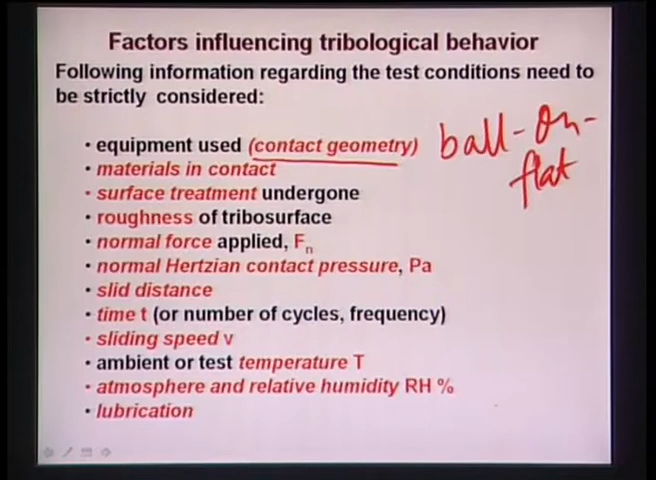 Factors influencing tribological behavior
Following information regarding the test conditions need to
be strictly considered:
• equipment used (contact geometry)
ball-on-
flat
• materials in contact
• surface treatment undergone
• roughness of tribosurface
• normal force applied, Fn
• normal Hertzian contact pressure, Pa
• slid distance
• time t (or number of cycles, frequency)
• sliding speed v
• ambient or test temperature T
• atmosphere and relative humidity RH %
• lubrication